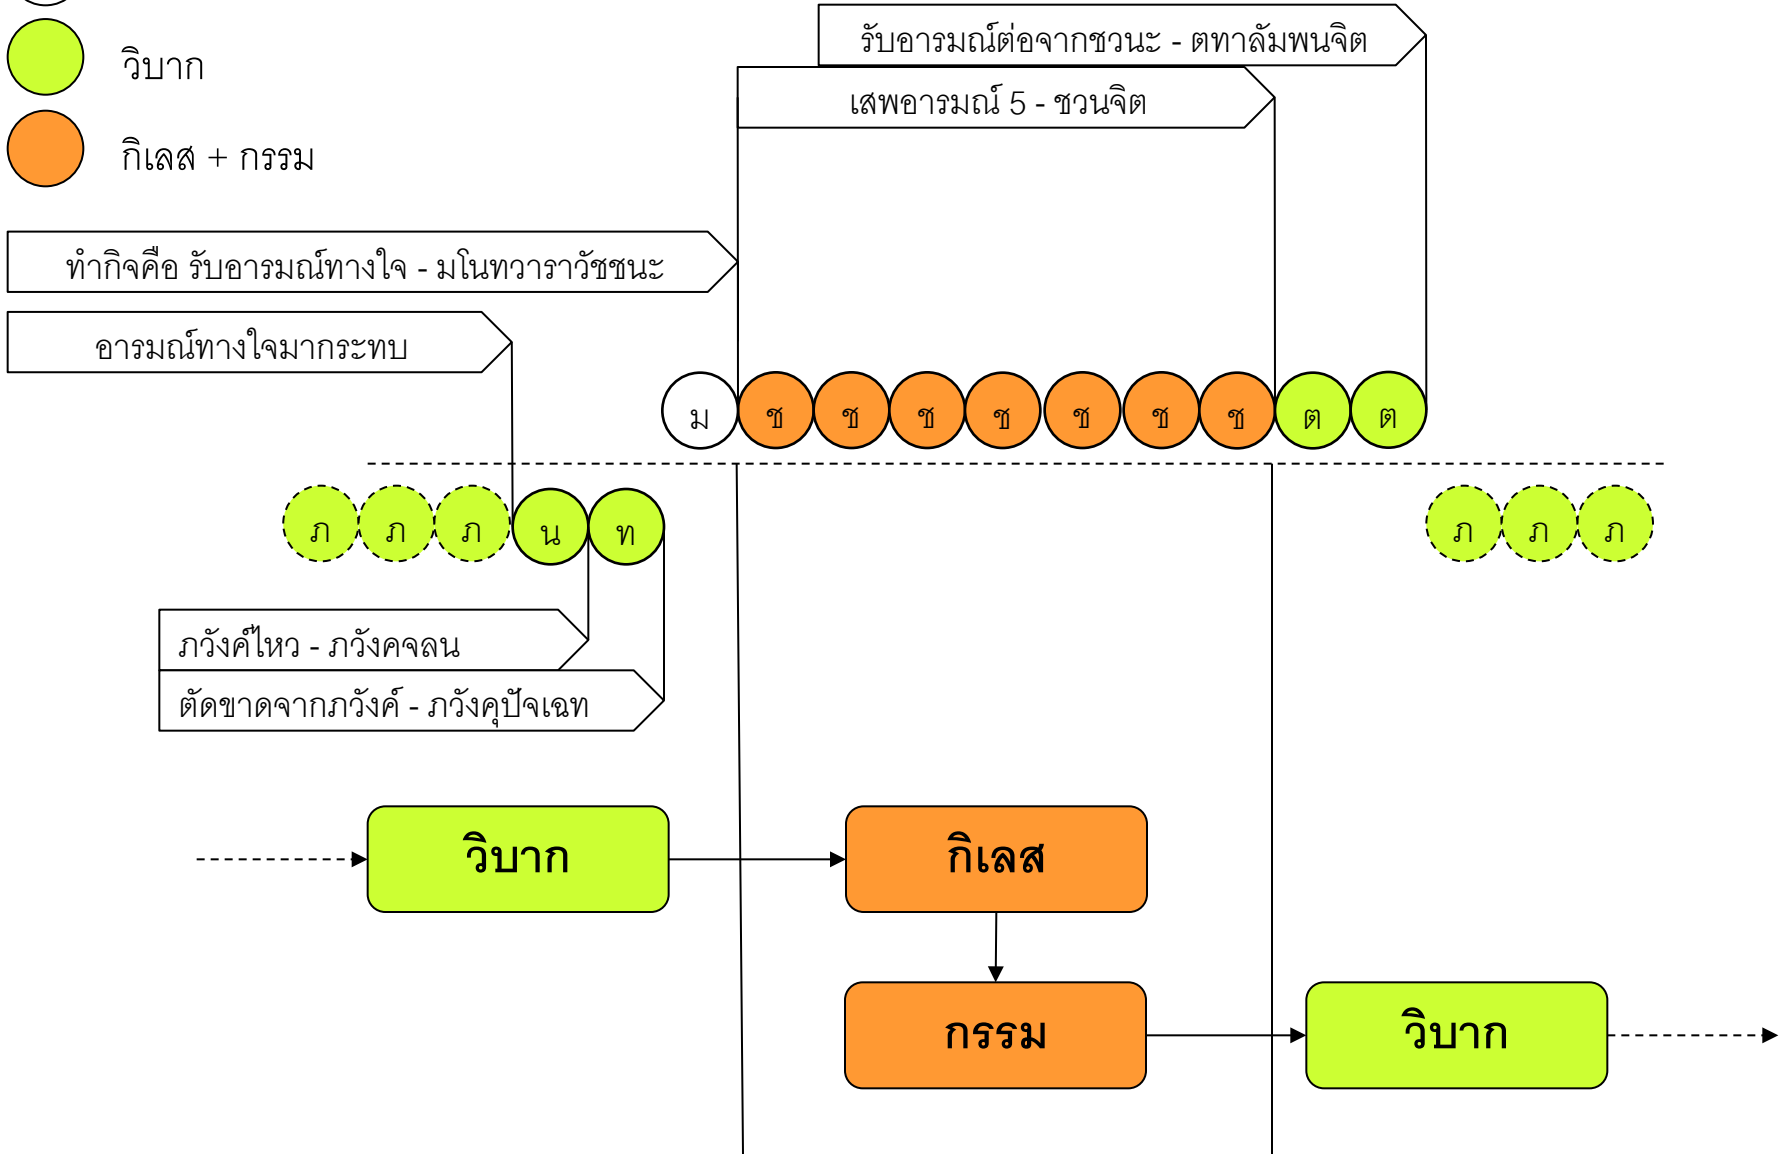 วิบาก
กิเลส + กรรม
รับอารมณ์ต่อจากชวนะ - ตทาลัมพนจิต
เสพอารมณ์ 5 - ชวนจิต
ทำกิจคือ รับอารมณ์ทางใจ - มโนทวาราวัชชนะ
อารมณ์ทางใจมากระทบ
ม ช ช ช ช ช ช ช ต ต
ภ ภ ภ น ท ภ ภ ภ
ภวังค์ไหว - ภวังคจลน
ตัดขาดจากภวังค์ - ภวังคุปัจเฉท
วิบาก กิเลส
กรรม วิบาก